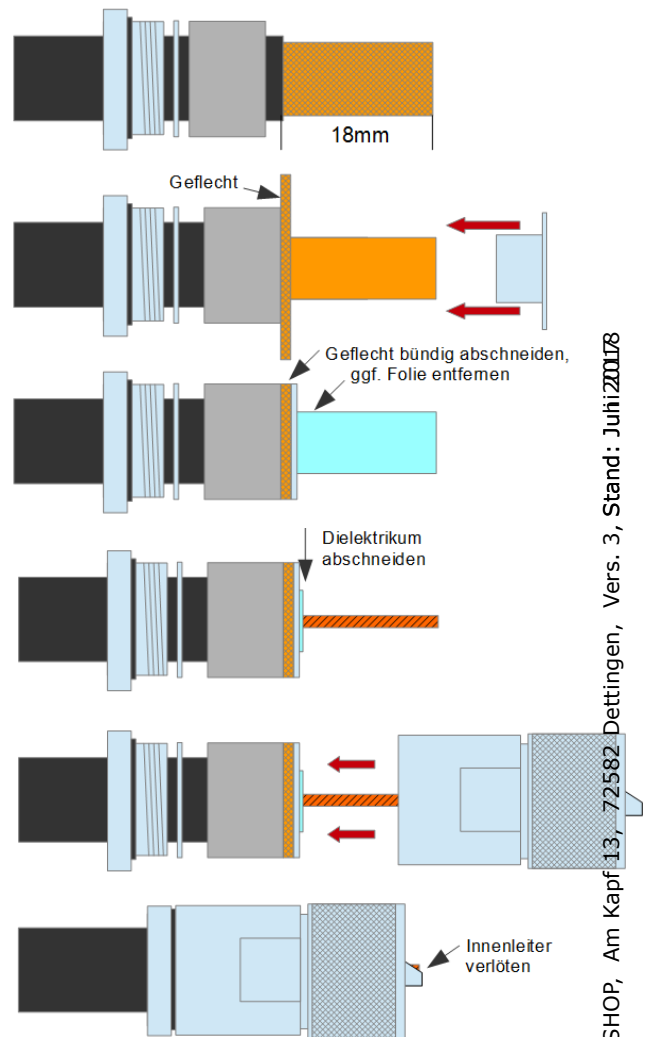 18mm
Geflecht
Geflecht bündig abschneiden,
ggf. Folie entfernen
Dielektrikum
abschneiden
Innenleiter
verlöten
SHOP, Am Kapf 13, 72582 Dettingen, Vers. 3, Stand: